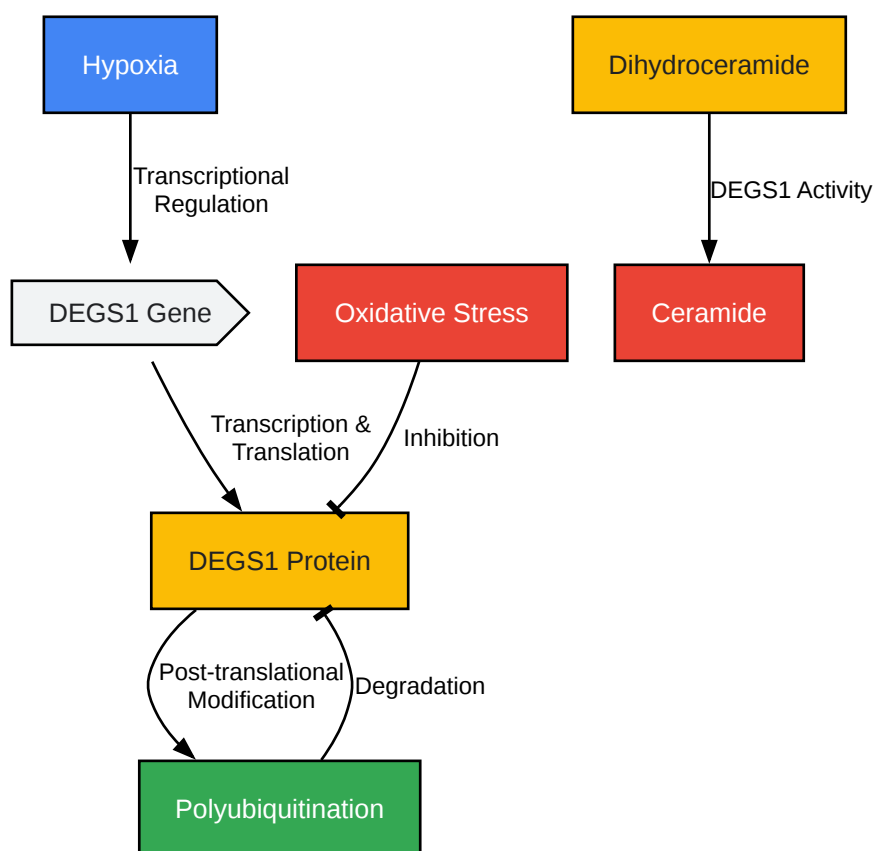 Hypoxia
Dihydroceramide
Transcriptional
Regulation
DEGS1 Activity
DEGS1 Gene
Oxidative Stress
Ceramide
Transcription &
Translation
Inhibition
DEGS1 Protein
Post-translational
Modification
Degradation
Polyubiquitination